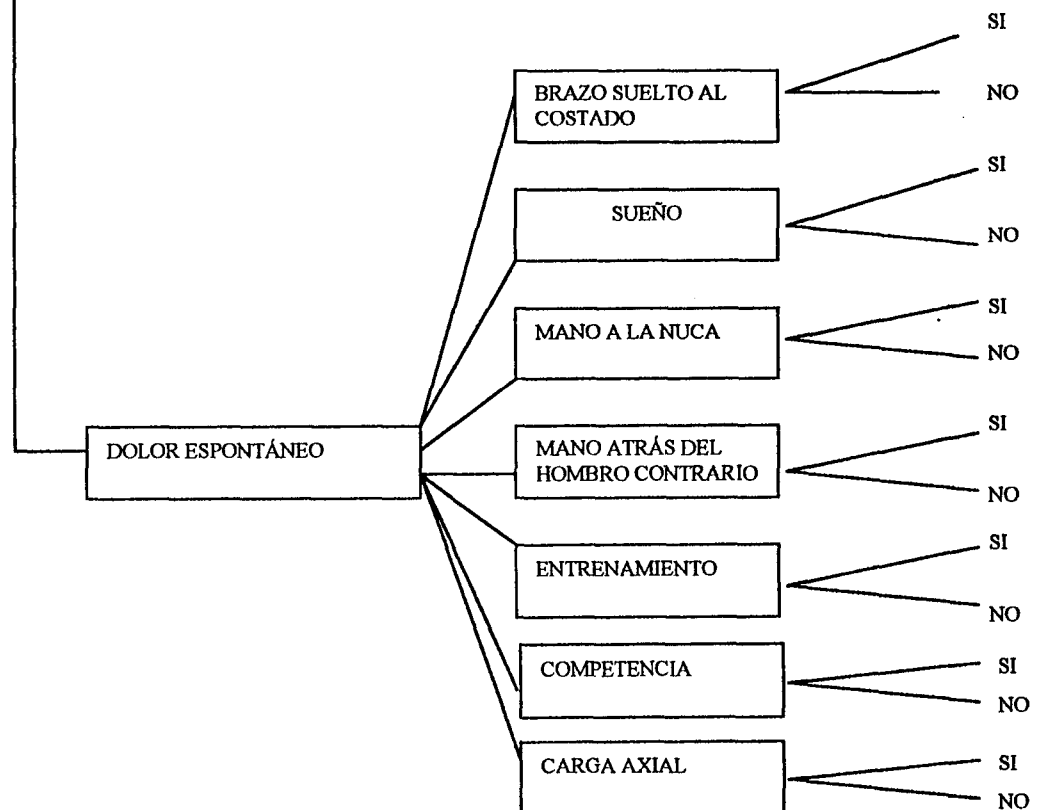 SI
BRAZO SUELTO AL
COSTADO
NO
SI
SUEÑO
NO
SI
MANO A LA NUCA
NO
SI
DOLOR ESPONTÁNEO
MANO ATRÁS DEL
HOMBRO CONTRARIO
NO
SI
ENTRENAMIENTO
NO
SI
COMPETENCIA
NO
SI
CARGA AXIAL
NO